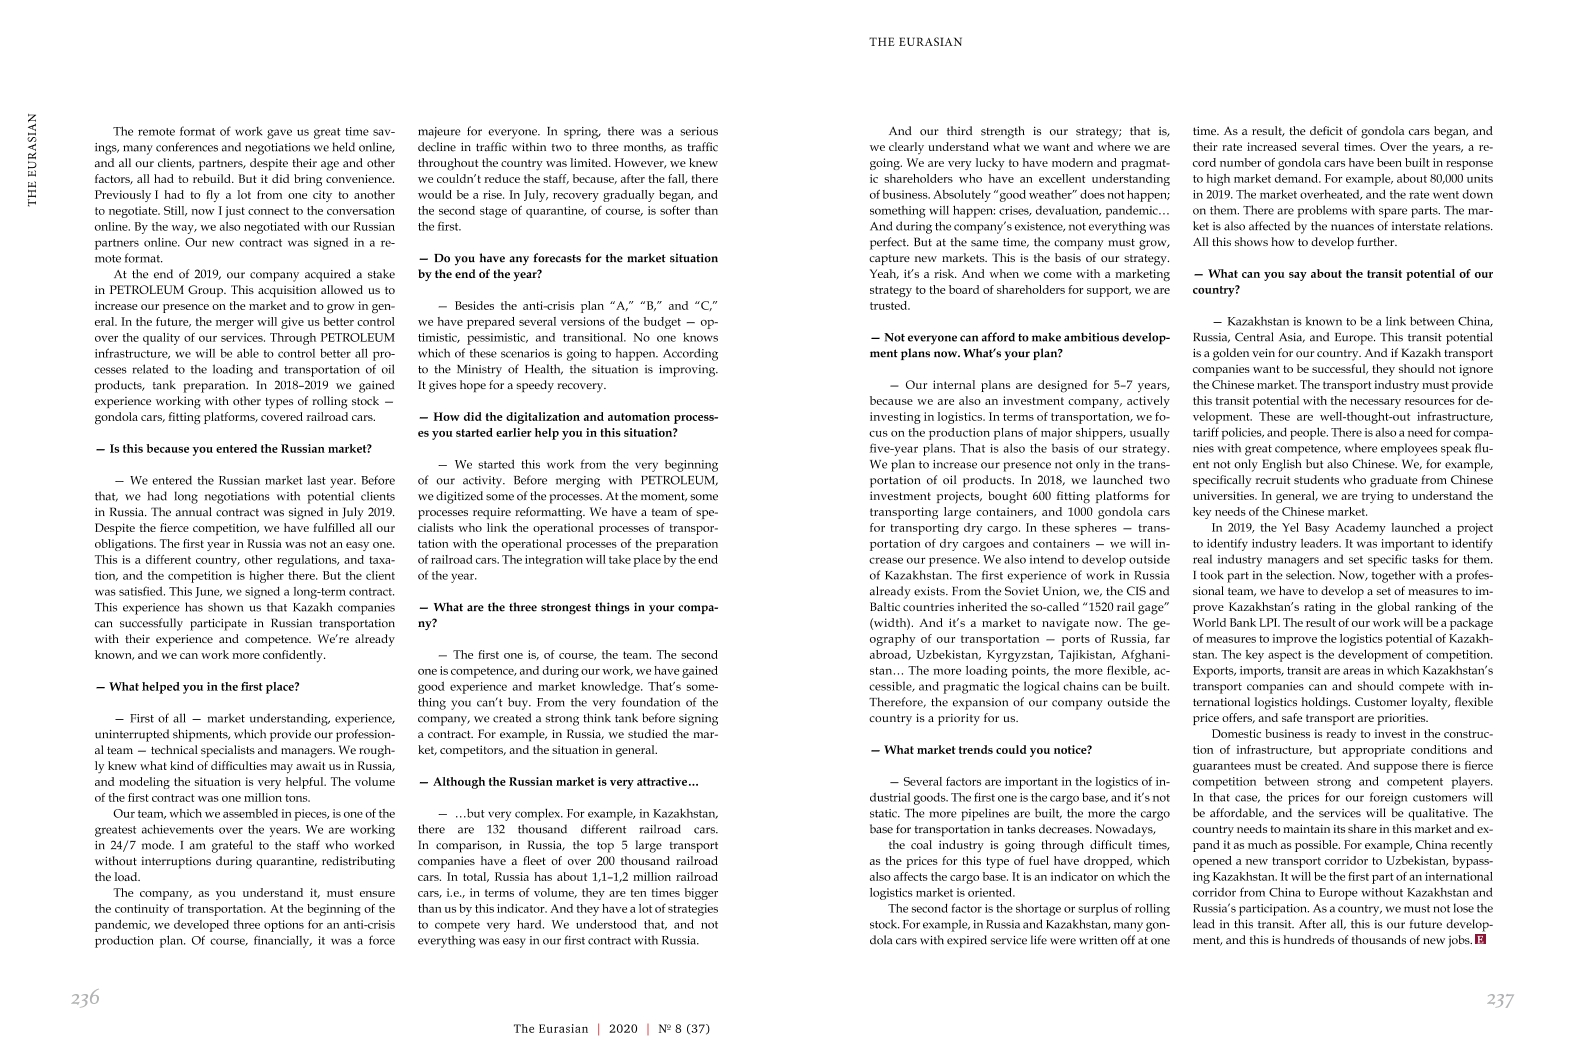 THE EURASIAN
THE EURASIAN
The remote format of work gave us great time sav-
ings, many conferences and negotiations we held online,
and all our clients, partners, despite their age and other
factors, all had to rebuild. But it did bring convenience.
Previously I had to fly a lot from one city to another
to negotiate. Still, now I just connect to the conversation
online. By the way, we also negotiated with our Russian
partners online. Our new contract was signed in a re-
mote format.
At the end of 2019, our company acquired a stake
in PETROLEUM Group. This acquisition allowed us to
increase our presence on the market and to grow in gen-
eral. In the future, the merger will give us better control
over the quality of our services. Through PETROLEUM
infrastructure, we will be able to control better all pro-
cesses related to the loading and transportation of oil
products, tank preparation. In 2018–2019 we gained
experience working with other types of rolling stock —
gondola cars, fitting platforms, covered railroad cars.
— Is this because you entered the Russian market?
— We entered the Russian market last year. Before
that, we had long negotiations with potential clients
in Russia. The annual contract was signed in July 2019.
Despite the fierce competition, we have fulfilled all our
obligations. The first year in Russia was not an easy one.
This is a different country, other regulations, and taxa-
tion, and the competition is higher there. But the client
was satisfied. This June, we signed a long-term contract.
This experience has shown us that Kazakh companies
can successfully participate in Russian transportation
with their experience and competence. We're already
known, and we can work more confidently.
— What helped you in the first place?
— First of all — market understanding, experience,
uninterrupted shipments, which provide our profession-
al team — technical specialists and managers. We rough-
ly knew what kind of difficulties may await us in Russia,
and modeling the situation is very helpful. The volume
of the first contract was one million tons.
Our team, which we assembled in pieces, is one of the
greatest achievements over the years. We are working
in 24/7 mode. I am grateful to the staff who worked
without interruptions during quarantine, redistributing
the load.
The company, as you understand it, must ensure
the continuity of transportation. At the beginning of the
pandemic, we developed three options for an anti-crisis
production plan. Of course, financially, it was a force
majeure for everyone. In spring, there was a serious
decline in traffic within two to three months, as traffic
throughout the country was limited. However, we knew
we couldn't reduce the staff, because, after the fall, there
would be a rise. In July, recovery gradually began, and
the second stage of quarantine, of course, is softer than
the first.
— Do you have any forecasts for the market situation
by the end of the year?
— Besides the anti-crisis plan “A,” “B,” and “C,”
we have prepared several versions of the budget — op-
timistic, pessimistic, and transitional. No one knows
which of these scenarios is going to happen. According
to the Ministry of Health, the situation is improving.
It gives hope for a speedy recovery.
— How did the digitalization and automation process-
es you started earlier help you in this situation?
— We started this work from the very beginning
of our activity. Before merging with PETROLEUM,
we digitized some of the processes. At the moment, some
processes require reformatting. We have a team of spe-
cialists who link the operational processes of transpor-
tation with the operational processes of the preparation
of railroad cars. The integration will take place by the end
of the year.
— What are the three strongest things in your compa-
ny?
— The first one is, of course, the team. The second
one is competence, and during our work, we have gained
good experience and market knowledge. That's some-
thing you can't buy. From the very foundation of the
company, we created a strong think tank before signing
a contract. For example, in Russia, we studied the mar-
ket, competitors, and the situation in general.
— Although the Russian market is very attractive…
— …but very complex. For example, in Kazakhstan,
there are 132 thousand different railroad cars.
In comparison, in Russia, the top 5 large transport
companies have a fleet of over 200 thousand railroad
cars. In total, Russia has about 1,1–1,2 million railroad
cars, i.e., in terms of volume, they are ten times bigger
than us by this indicator. And they have a lot of strategies
to compete very hard. We understood that, and not
everything was easy in our first contract with Russia.
And our third strength is our strategy; that is,
we clearly understand what we want and where we are
going. We are very lucky to have modern and pragmat-
ic shareholders who have an excellent understanding
of business. Absolutely “good weather” does not happen;
something will happen: crises, devaluation, pandemic…
And during the company's existence, not everything was
perfect. But at the same time, the company must grow,
capture new markets. This is the basis of our strategy.
Yeah, it's a risk. And when we come with a marketing
strategy to the board of shareholders for support, we are
trusted.
— Not everyone can afford to make ambitious develop-
ment plans now. What's your plan?
— Our internal plans are designed for 5–7 years,
because we are also an investment company, actively
investing in logistics. In terms of transportation, we fo-
cus on the production plans of major shippers, usually
five-year plans. That is also the basis of our strategy.
We plan to increase our presence not only in the trans-
portation of oil products. In 2018, we launched two
investment projects, bought 600 fitting platforms for
transporting large containers, and 1000 gondola cars
for transporting dry cargo. In these spheres — trans-
portation of dry cargoes and containers — we will in-
crease our presence. We also intend to develop outside
of Kazakhstan. The first experience of work in Russia
already exists. From the Soviet Union, we, the CIS and
Baltic countries inherited the so-called “1520 rail gage”
(width). And it's a market to navigate now. The ge-
ography of our transportation — ports of Russia, far
abroad, Uzbekistan, Kyrgyzstan, Tajikistan, Afghani-
stan… The more loading points, the more flexible, ac-
cessible, and pragmatic the logical chains can be built.
Therefore, the expansion of our company outside the
country is a priority for us.
— What market trends could you notice?
— Several factors are important in the logistics of in-
dustrial goods. The first one is the cargo base, and it's not
static. The more pipelines are built, the more the cargo
base for transportation in tanks decreases. Nowadays,
the coal industry is going through difficult times,
as the prices for this type of fuel have dropped, which
also affects the cargo base. It is an indicator on which the
logistics market is oriented.
The second factor is the shortage or surplus of rolling
stock. For example, in Russia and Kazakhstan, many gon-
dola cars with expired service life were written off at one
time. As a result, the deficit of gondola cars began, and
their rate increased several times. Over the years, a re-
cord number of gondola cars have been built in response
to high market demand. For example, about 80,000 units
in 2019. The market overheated, and the rate went down
on them. There are problems with spare parts. The mar-
ket is also affected by the nuances of interstate relations.
All this shows how to develop further.
— What can you say about the transit potential of our
country?
— Kazakhstan is known to be a link between China,
Russia, Central Asia, and Europe. This transit potential
is a golden vein for our country. And if Kazakh transport
companies want to be successful, they should not ignore
the Chinese market. The transport industry must provide
this transit potential with the necessary resources for de-
velopment. These are well-thought-out infrastructure,
tariff policies, and people. There is also a need for compa-
nies with great competence, where employees speak flu-
ent not only English but also Chinese. We, for example,
specifically recruit students who graduate from Chinese
universities. In general, we are trying to understand the
key needs of the Chinese market.
In 2019, the Yel Basy Academy launched a project
to identify industry leaders. It was important to identify
real industry managers and set specific tasks for them.
I took part in the selection. Now, together with a profes-
sional team, we have to develop a set of measures to im-
prove Kazakhstan's rating in the global ranking of the
World Bank LPI. The result of our work will be a package
of measures to improve the logistics potential of Kazakh-
stan. The key aspect is the development of competition.
Exports, imports, transit are areas in which Kazakhstan's
transport companies can and should compete with in-
ternational logistics holdings. Customer loyalty, flexible
price offers, and safe transport are priorities.
Domestic business is ready to invest in the construc-
tion of infrastructure, but appropriate conditions and
guarantees must be created. And suppose there is fierce
competition between strong and competent players.
In that case, the prices for our foreign customers will
be affordable, and the services will be qualitative. The
country needs to maintain its share in this market and ex-
pand it as much as possible. For example, China recently
opened a new transport corridor to Uzbekistan, bypass-
ing Kazakhstan. It will be the first part of an international
corridor from China to Europe without Kazakhstan and
Russia's participation. As a country, we must not lose the
lead in this transit. After all, this is our future develop-
ment, and this is hundreds of thousands of new jobs. E
236
237
The Eurasian | 2020 | № 8 (37)